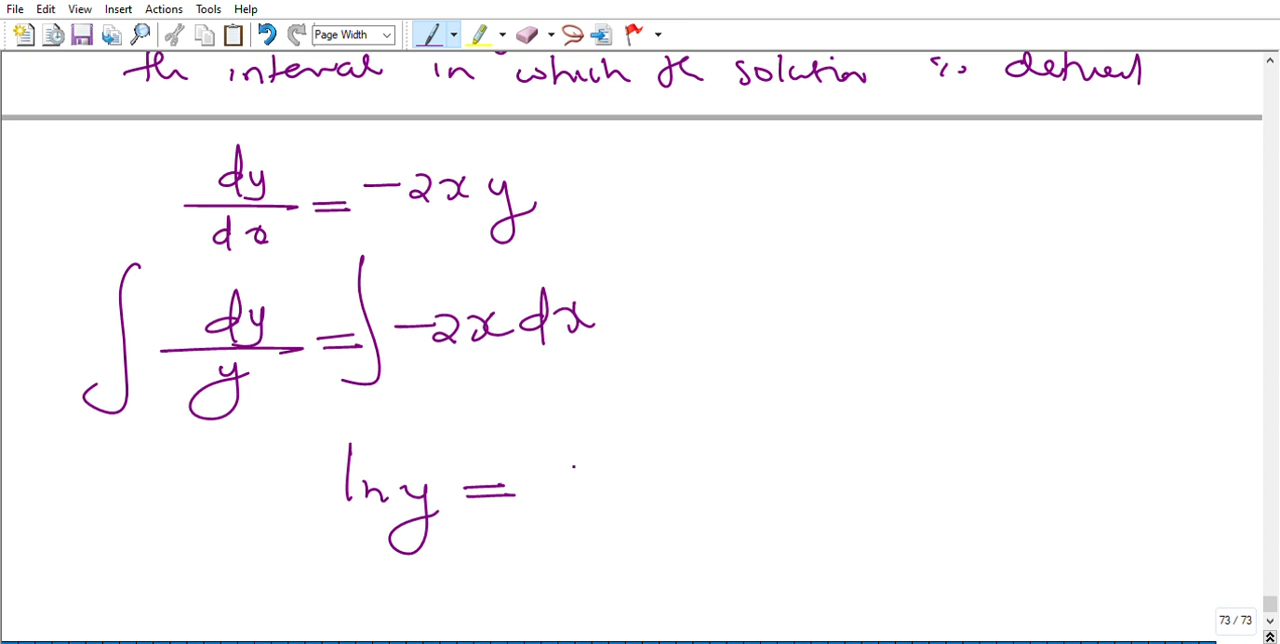 File Edit View Insert Actions Tools Help
Page Width
the interval in which the solution is defined
dy/dx = -2xy
∫ dy/y = ∫ -2x dx
ln y =
73 / 73